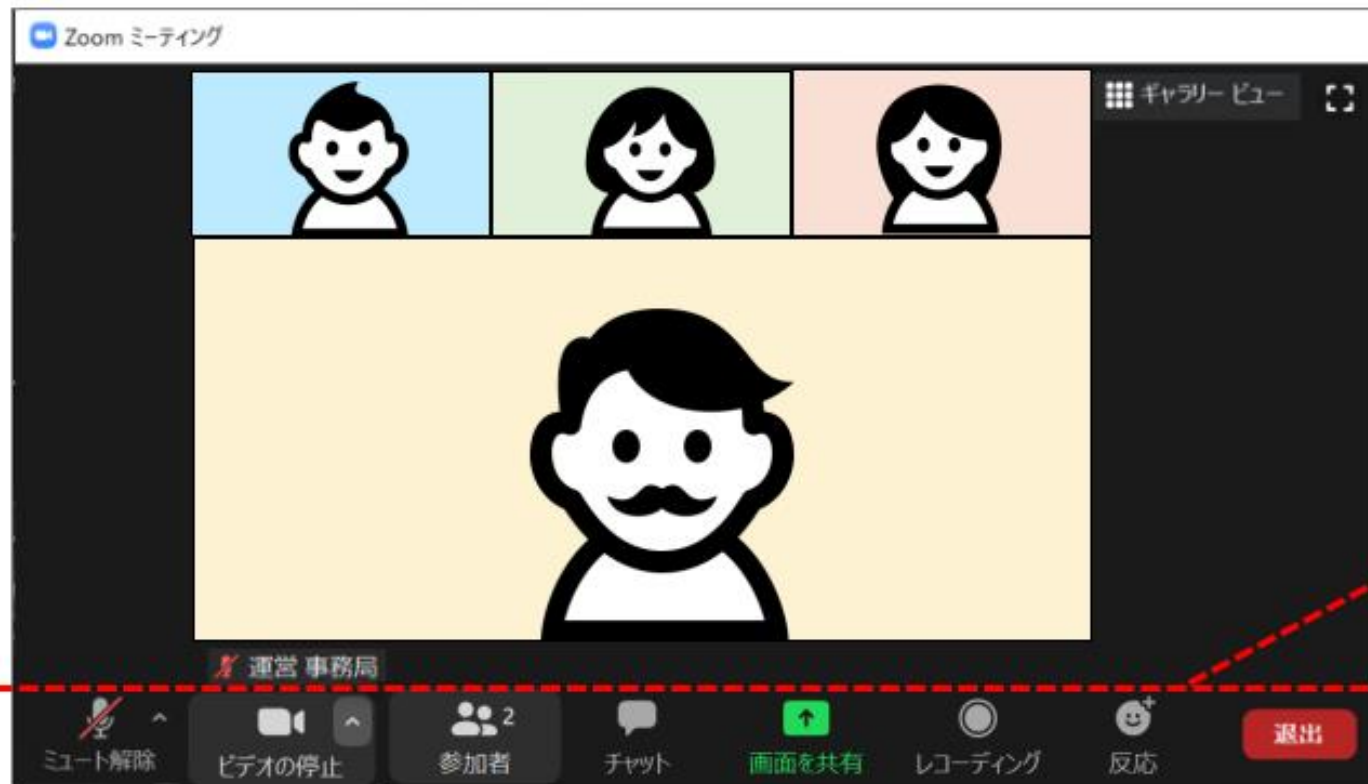 Zoom ミーティング
ギャラリー ビュー
運営 事務局
2
ミュート解除 ビデオの停止 参加者 チャット 画面を共有 レコーディング 反応 退出